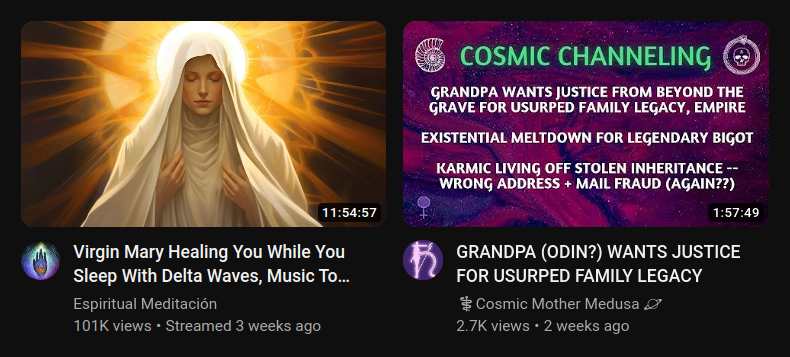 11:54:57
Virgin Mary Healing You While You
Sleep With Delta Waves, Music To...
Espiritual Meditación
101K views • Streamed 3 weeks ago
COSMIC CHANNELING
GRANDPA WANTS JUSTICE FROM BEYOND THE
GRAVE FOR USURPED FAMILY LEGACY, EMPIRE
EXISTENTIAL MELTDOWN FOR LEGENDARY BIGOT
KARMIC LIVING OFF STOLEN INHERITANCE --
WRONG ADDRESS + MAIL FRAUD (AGAIN??)
1:57:49
GRANDPA (ODIN?) WANTS JUSTICE
FOR USURPED FAMILY LEGACY
⚕️Cosmic Mother Medusa 🪐
2.7K views • 2 weeks ago